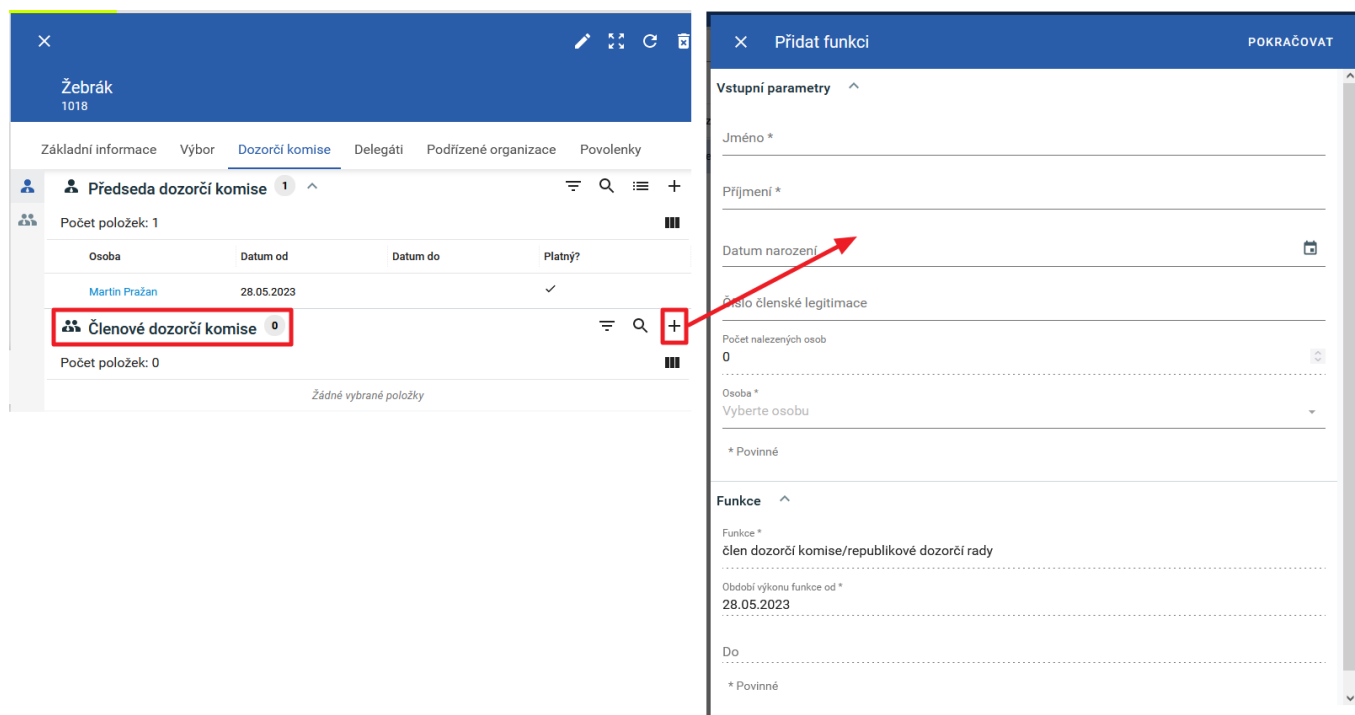 Žebrák
1018
Základní informace Výbor Dozorčí komise Delegáti Podřízené organizace Povolenky
Předseda dozorčí komise 1
Počet položek: 1
Osoba Datum od Datum do Platný?
Martin Pražan 28.05.2023
Členové dozorčí komise 0
Počet položek: 0
Žádné vybrané položky
Přidat funkci POKRAČOVAT
Vstupní parametry
Jméno *
Příjmení *
Datum narození
Číslo členské legitimace
Počet nalezených osob
0
Osoba *
Vyberte osobu
* Povinné
Funkce
Funkce *
člen dozorčí komise/republikové dozorčí rady
Období výkonu funkce od *
28.05.2023
Do
* Povinné